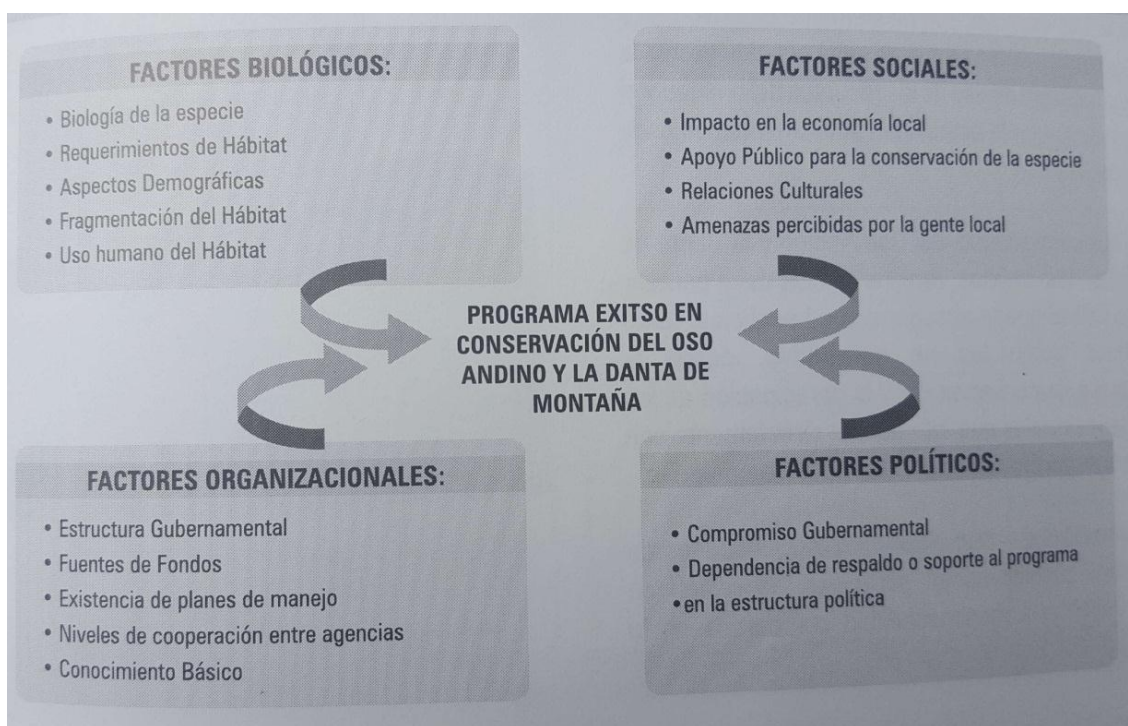 FACTORES BIOLÓGICOS:
• Biología de la especie
• Requerimientos de Hábitat
• Aspectos Demográficas
• Fragmentación del Hábitat
• Uso humano del Hábitat
FACTORES SOCIALES:
• Impacto en la economía local
• Apoyo Público para la conservación de la especie
• Relaciones Culturales
• Amenazas percibidas por la gente local
PROGRAMA EXITSO EN
CONSERVACIÓN DEL OSO
ANDINO Y LA DANTA DE
MONTAÑA
FACTORES ORGANIZACIONALES:
• Estructura Gubernamental
• Fuentes de Fondos
• Existencia de planes de manejo
• Niveles de cooperación entre agencias
• Conocimiento Básico
FACTORES POLÍTICOS:
• Compromiso Gubernamental
• Dependencia de respaldo o soporte al programa
• en la estructura política